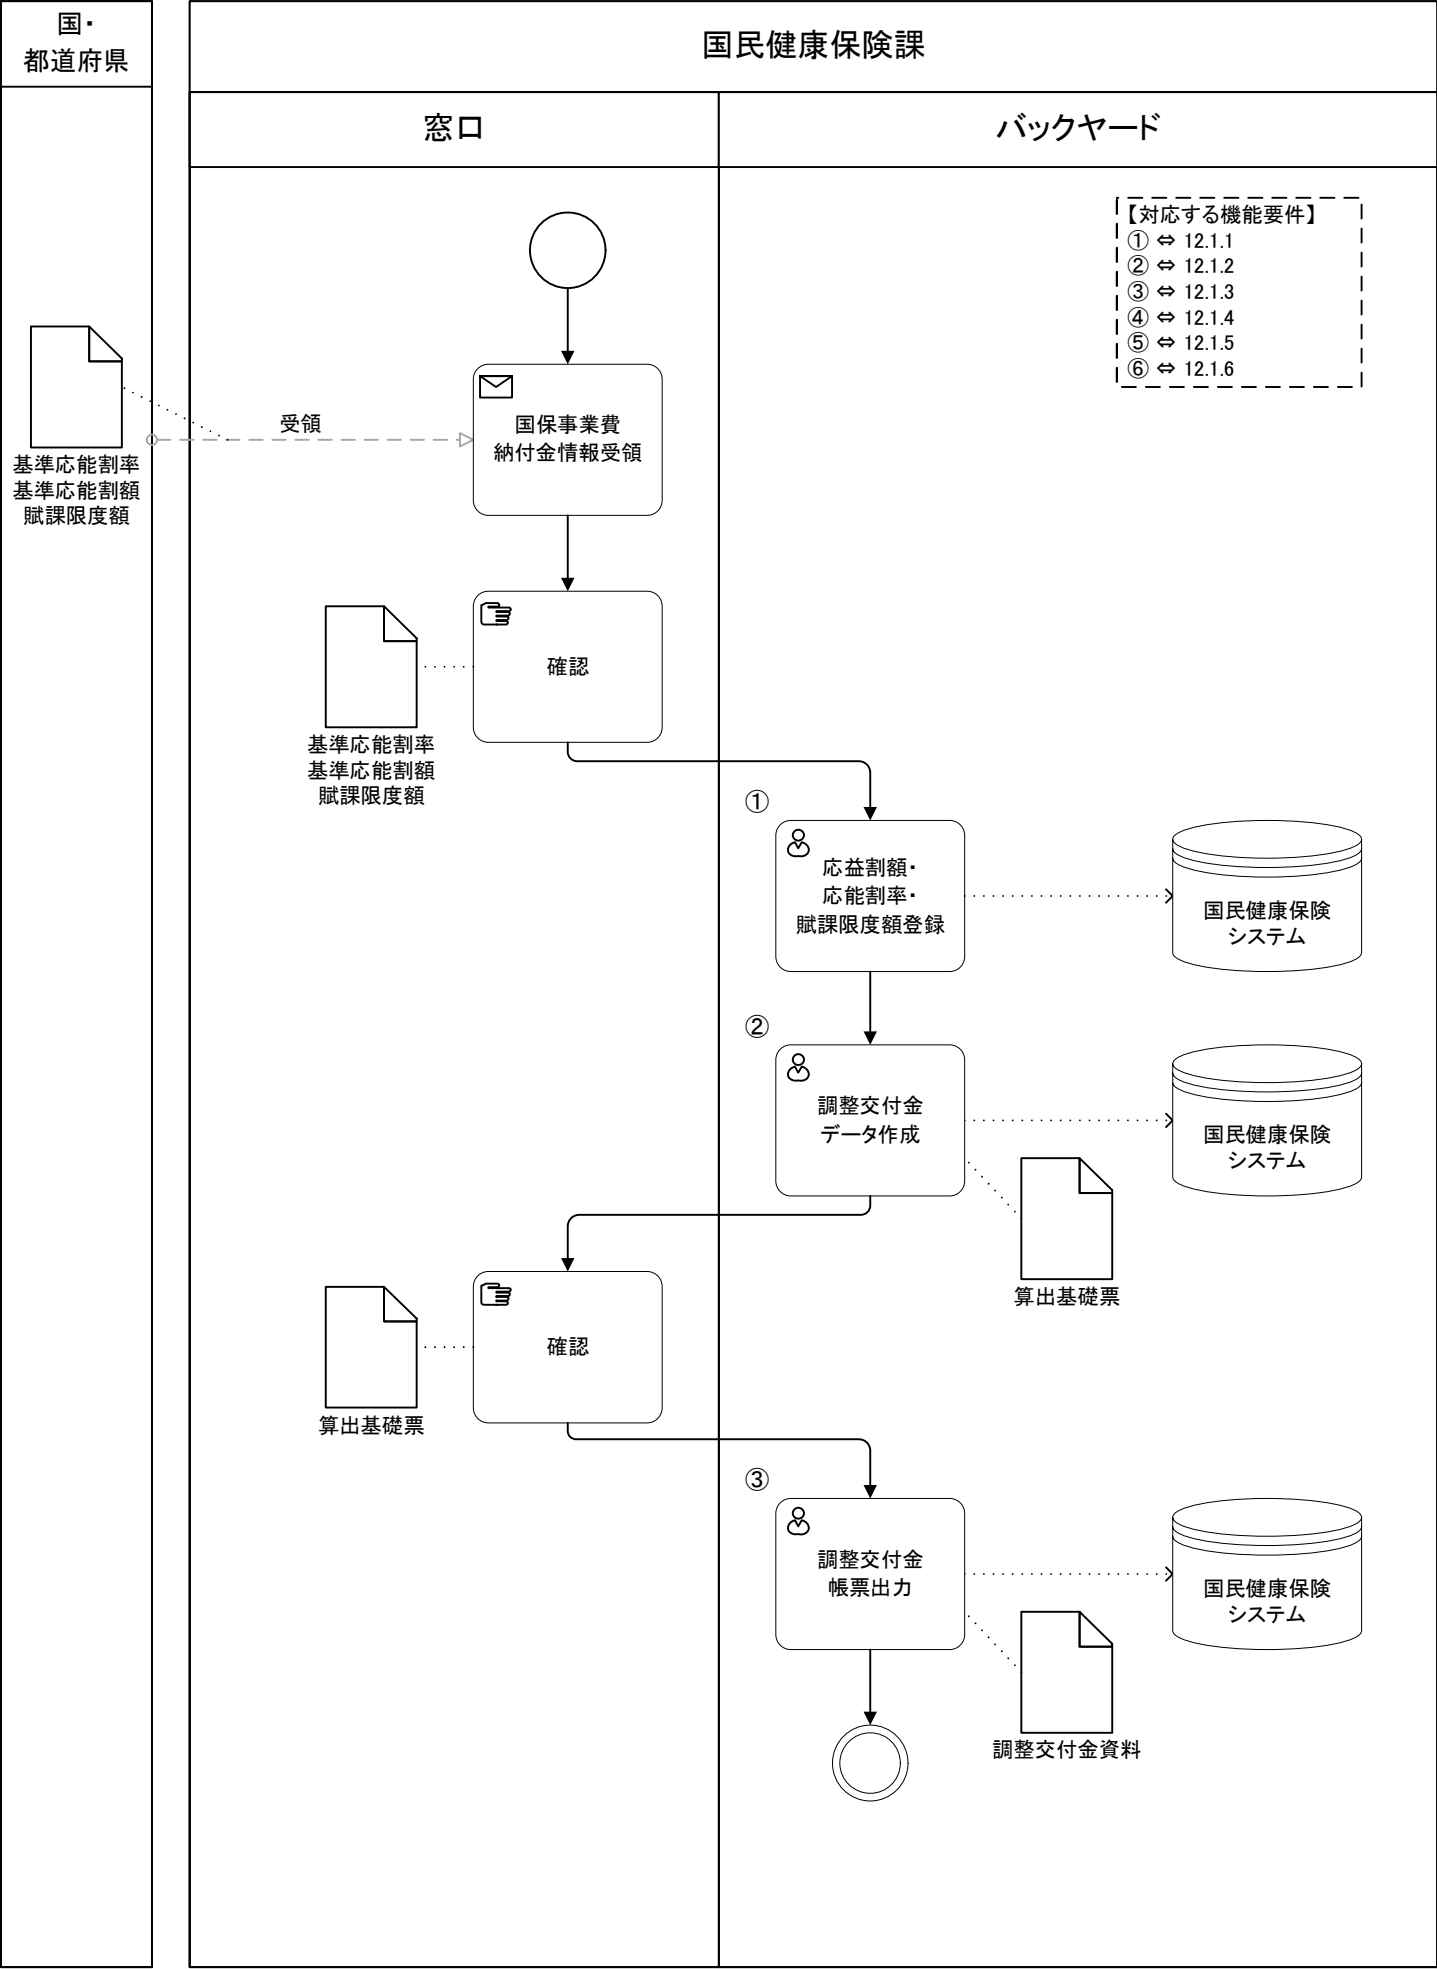 国・
都道府県
国民健康保険課
窓口
バックヤード
【対応する機能要件】
① ⇔ 12.1.1
② ⇔ 12.1.2
③ ⇔ 12.1.3
④ ⇔ 12.1.4
⑤ ⇔ 12.1.5
⑥ ⇔ 12.1.6
基準応能割率
基準応能割額
賦課限度額
受領
国保事業費
納付金情報受領
確認
基準応能割率
基準応能割額
賦課限度額
①
応益割額・
応能割率・
賦課限度額登録
国民健康保険
システム
②
調整交付金
データ作成
国民健康保険
システム
算出基礎票
確認
算出基礎票
③
調整交付金
帳票出力
国民健康保険
システム
調整交付金資料